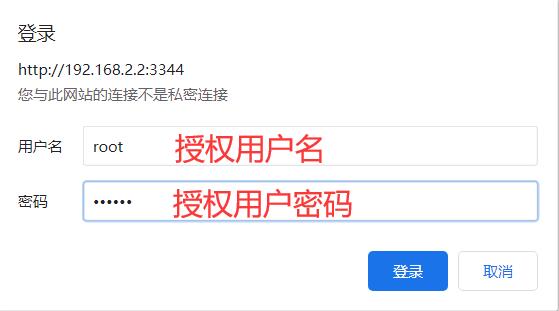 登录
http://192.168.2.2:3344
您与此网站的连接不是私密连接
用户名 root 授权用户名
密码 •••••• 授权用户密码
登录 取消